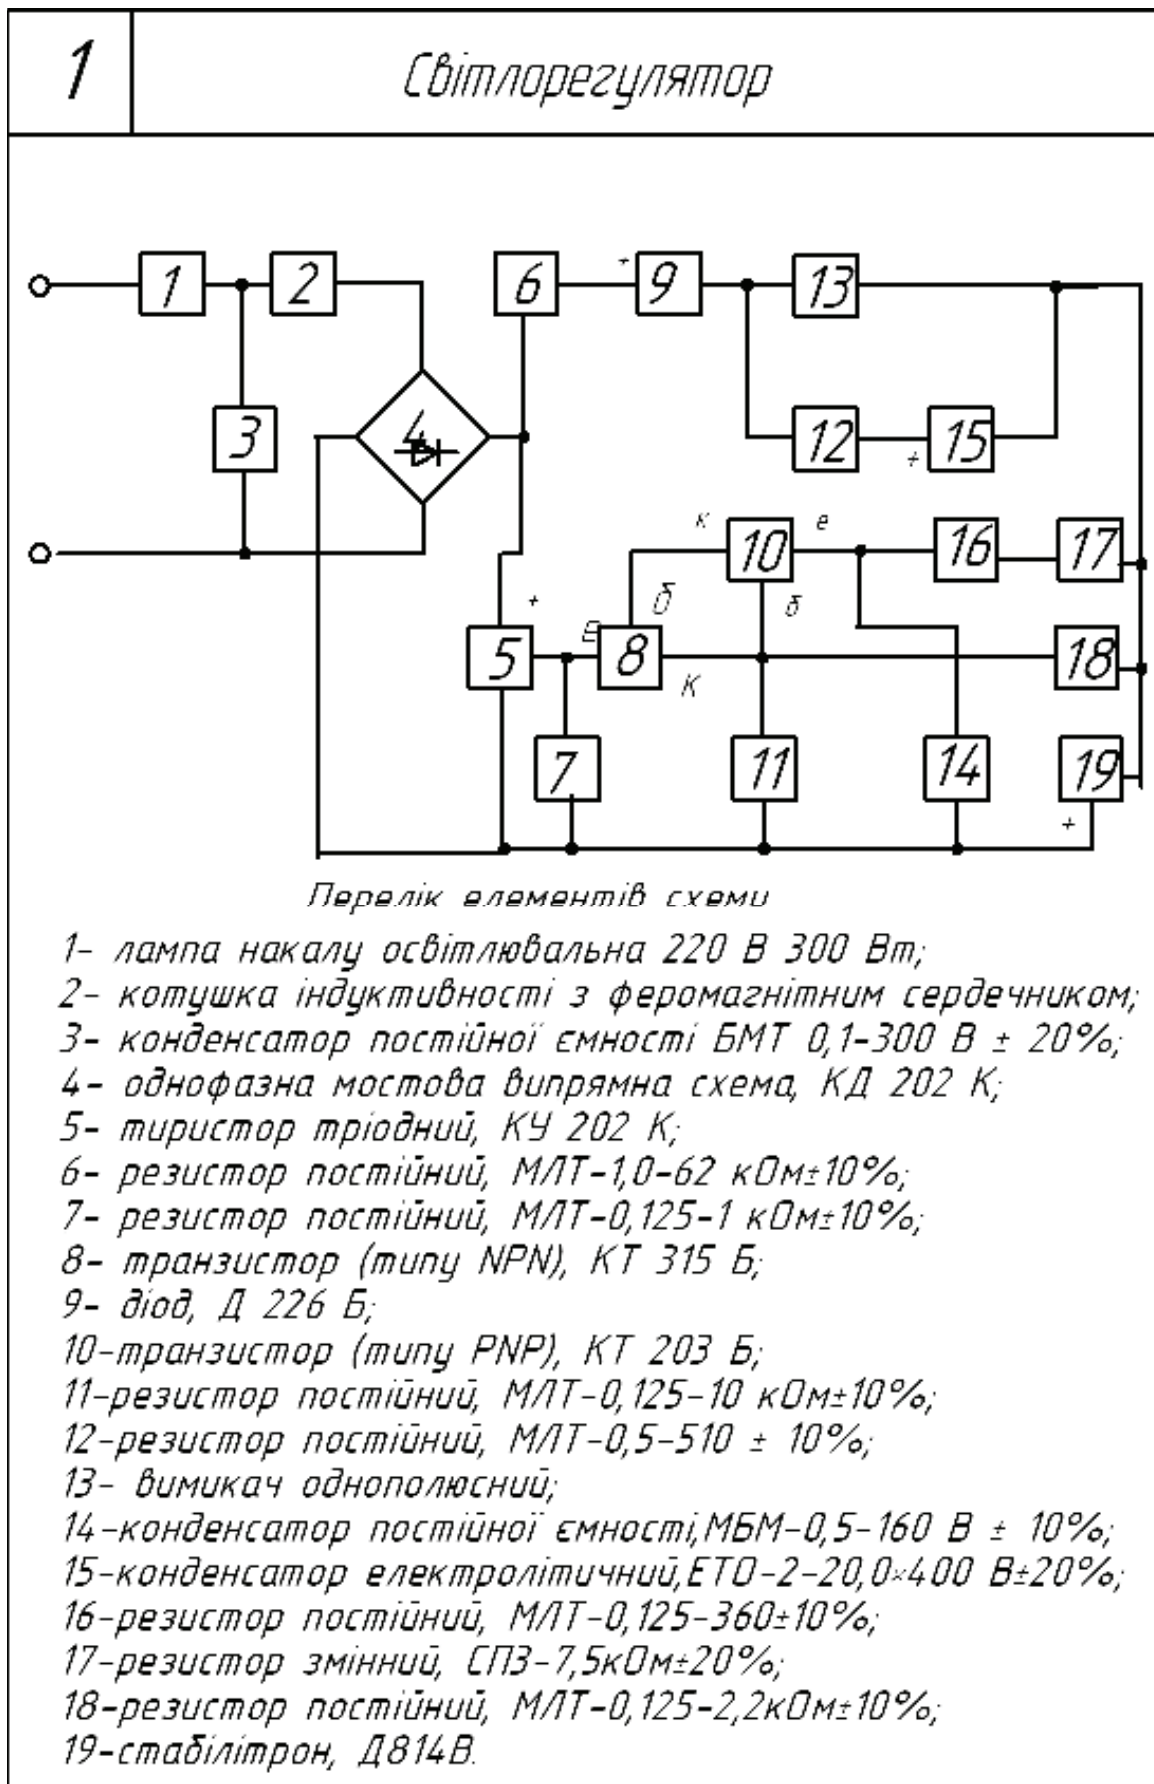 1
Світлорегулятор
1
2
6
+
9
13
3
4
12
+
15
к
10
е
16
17
+
б
б
5
е
8
К
18
7
11
14
19
+
Перелік елементів схеми
1- лампа накалу освітлювальна 220 В 300 Вт;
2- котушка індуктивності з феромагнітним сердечником;
3- конденсатор постійної ємності БМТ 0,1-300 В ± 20%;
4- однофазна мостова випрямна схема, КД 202 К;
5- тиристор тріодний, КУ 202 К;
6- резистор постійний, МЛТ-1,0-62 кОм±10%;
7- резистор постійний, МЛТ-0,125-1 кОм±10%;
8- транзистор (типу NPN), КТ 315 Б;
9- діод, Д 226 Б;
10-транзистор (типу PNP), КТ 203 Б;
11-резистор постійний, МЛТ-0,125-10 кОм±10%;
12-резистор постійний, МЛТ-0,5-510 ± 10%;
13- вимикач однополюсний;
14-конденсатор постійної ємності,МБМ-0,5-160 В ± 10%;
15-конденсатор електролітичний,ЕТО-2-20,0×400 В±20%;
16-резистор постійний, МЛТ-0,125-360±10%;
17-резистор змінний, СПЗ-7,5кОм±20%;
18-резистор постійний, МЛТ-0,125-2,2кОм±10%;
19-стабілітрон, Д814В.